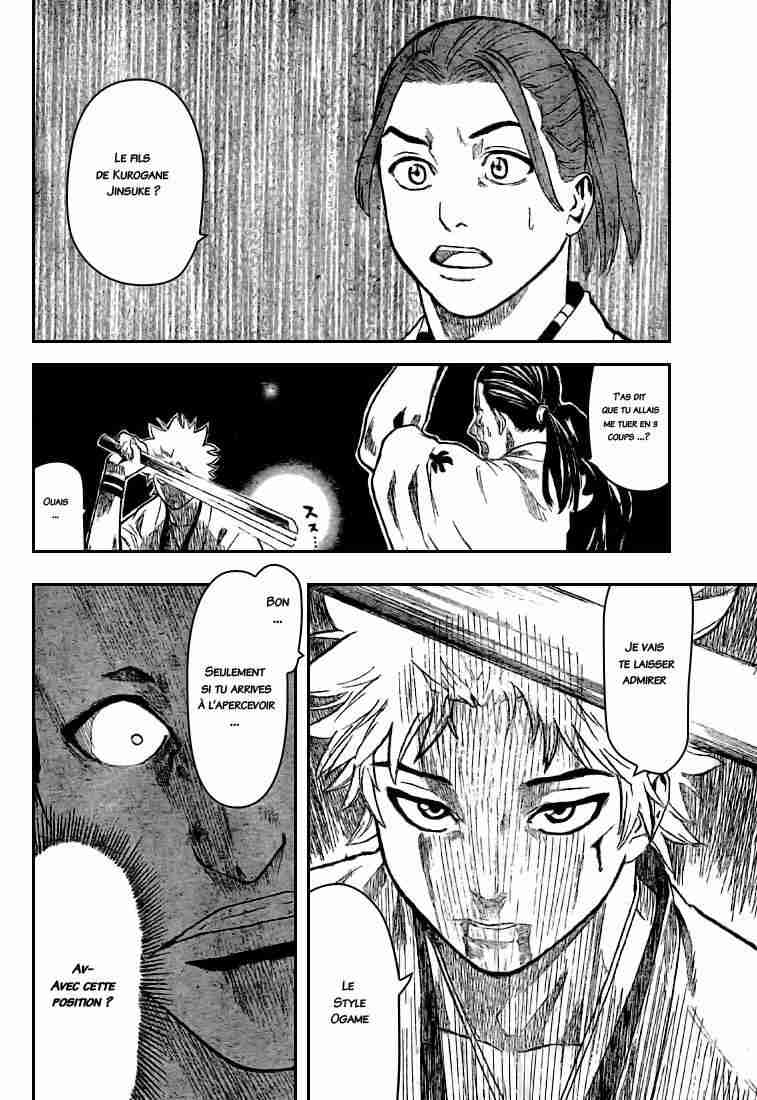 LE FILS
DE KUROGANE
JINSUKE ?
T'AS DIT
QUE TU ALLAIS
ME TUER EN 3
COUPS ...?
スス...
OUAIS
...
JE VAIS
TE LAISSER
ADMIRER
LE
STYLE
OGAME
BON
...
SEULEMENT
SI TU ARRIVES
À L'APERCEVOIR
...
AV-
AVEC CETTE
POSITION ?